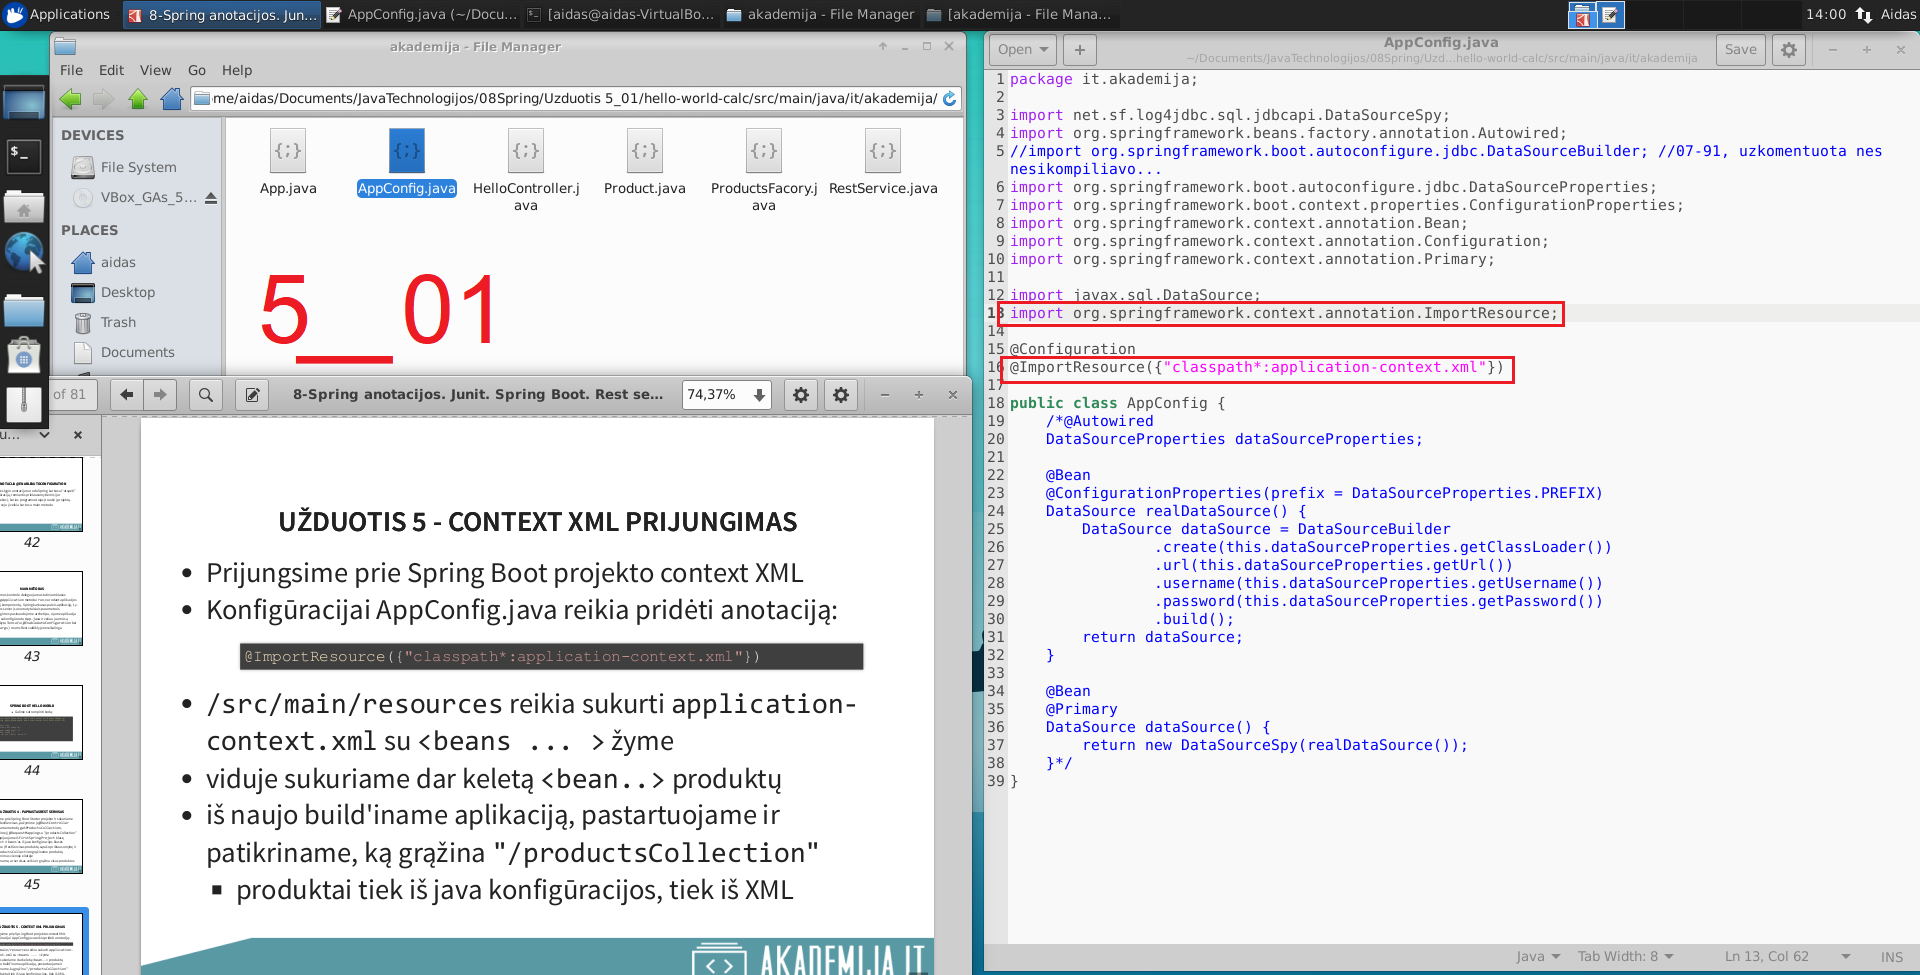 Applications
8-Spring anotacijos. Jun...
AppConfig.java (~/Docu...
[aidas@aidas-VirtualBo...
akademija - File Manager
[akademija - File Mana...
14:00
Aidas
akademija - File Manager
File Edit View Go Help
me/aidas/Documents/JavaTechnologijos/08Spring/Uzduotis 5_01/hello-world-calc/src/main/java/it/akademija/
DEVICES
File System
VBox_GAs_5...
PLACES
aidas
Desktop
Trash
Documents
App.java
AppConfig.java
HelloController.j
ava
Product.java
ProductsFacory.j
ava
RestService.java
5__01
of 81
8-Spring anotacijos. Junit. Spring Boot. Rest se...
74,37%
42
43
44
45
UŽDUOTIS 5 - CONTEXT XML PRIJUNGIMAS
• Prijungsime prie Spring Boot projekto context XML
• Konfigūracijai AppConfig.java reikia pridėti anotaciją:
@ImportResource({"classpath*:application-context.xml"})
• /src/main/resources reikia sukurti application-
context.xml su <beans ... > žyme
• viduje sukuriame dar keletą <bean..> produktų
• iš naujo build'iname aplikaciją, pastartuojame ir
patikriname, ką grąžina "/productsCollection"
▪ produktai tiek iš java konfigūracijos, tiek iš XML
AKADEMIJA IT
Open
+
AppConfig.java
~/Documents/JavaTechnologijos/08Spring/Uzd...hello-world-calc/src/main/java/it/akademija
Save
1 package it.akademija;
2
3 import net.sf.log4jdbc.sql.jdbcapi.DataSourceSpy;
4 import org.springframework.beans.factory.annotation.Autowired;
5 //import org.springframework.boot.autoconfigure.jdbc.DataSourceBuilder; //07-91, uzkomentuota nes
nesikompiliavo...
6 import org.springframework.boot.autoconfigure.jdbc.DataSourceProperties;
7 import org.springframework.boot.context.properties.ConfigurationProperties;
8 import org.springframework.context.annotation.Bean;
9 import org.springframework.context.annotation.Configuration;
10 import org.springframework.context.annotation.Primary;
11
12 import javax.sql.DataSource;
13 import org.springframework.context.annotation.ImportResource;
14
15 @Configuration
16 @ImportResource({"classpath*:application-context.xml"})
17
18 public class AppConfig {
19 /*@Autowired
20 DataSourceProperties dataSourceProperties;
21
22 @Bean
23 @ConfigurationProperties(prefix = DataSourceProperties.PREFIX)
24 DataSource realDataSource() {
25 DataSource dataSource = DataSourceBuilder
26 .create(this.dataSourceProperties.getClassLoader())
27 .url(this.dataSourceProperties.getUrl())
28 .username(this.dataSourceProperties.getUsername())
29 .password(this.dataSourceProperties.getPassword())
30 .build();
31 return dataSource;
32 }
33
34 @Bean
35 @Primary
36 DataSource dataSource() {
37 return new DataSourceSpy(realDataSource());
38 }*/
39 }
Java
Tab Width: 8
Ln 13, Col 62
INS